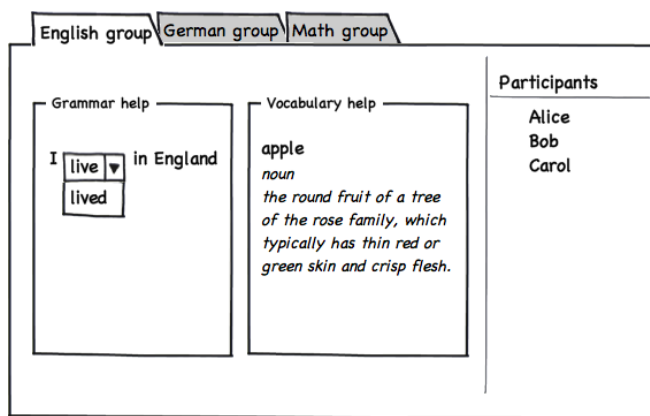 English group German group Math group
Grammar help
I live in England
lived
Vocabulary help
apple
noun
the round fruit of a tree
of the rose family, which
typically has thin red or
green skin and crisp flesh.
Participants
Alice
Bob
Carol